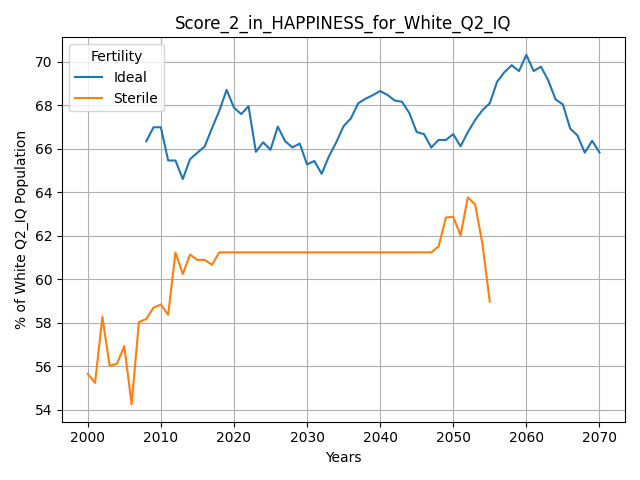 Score_2_in_HAPPINESS_for_White_Q2_IQ
Fertility
Ideal
Sterile
% of White Q2_IQ Population
70
68
66
64
62
60
58
56
54
2000 2010 2020 2030 2040 2050 2060 2070
Years